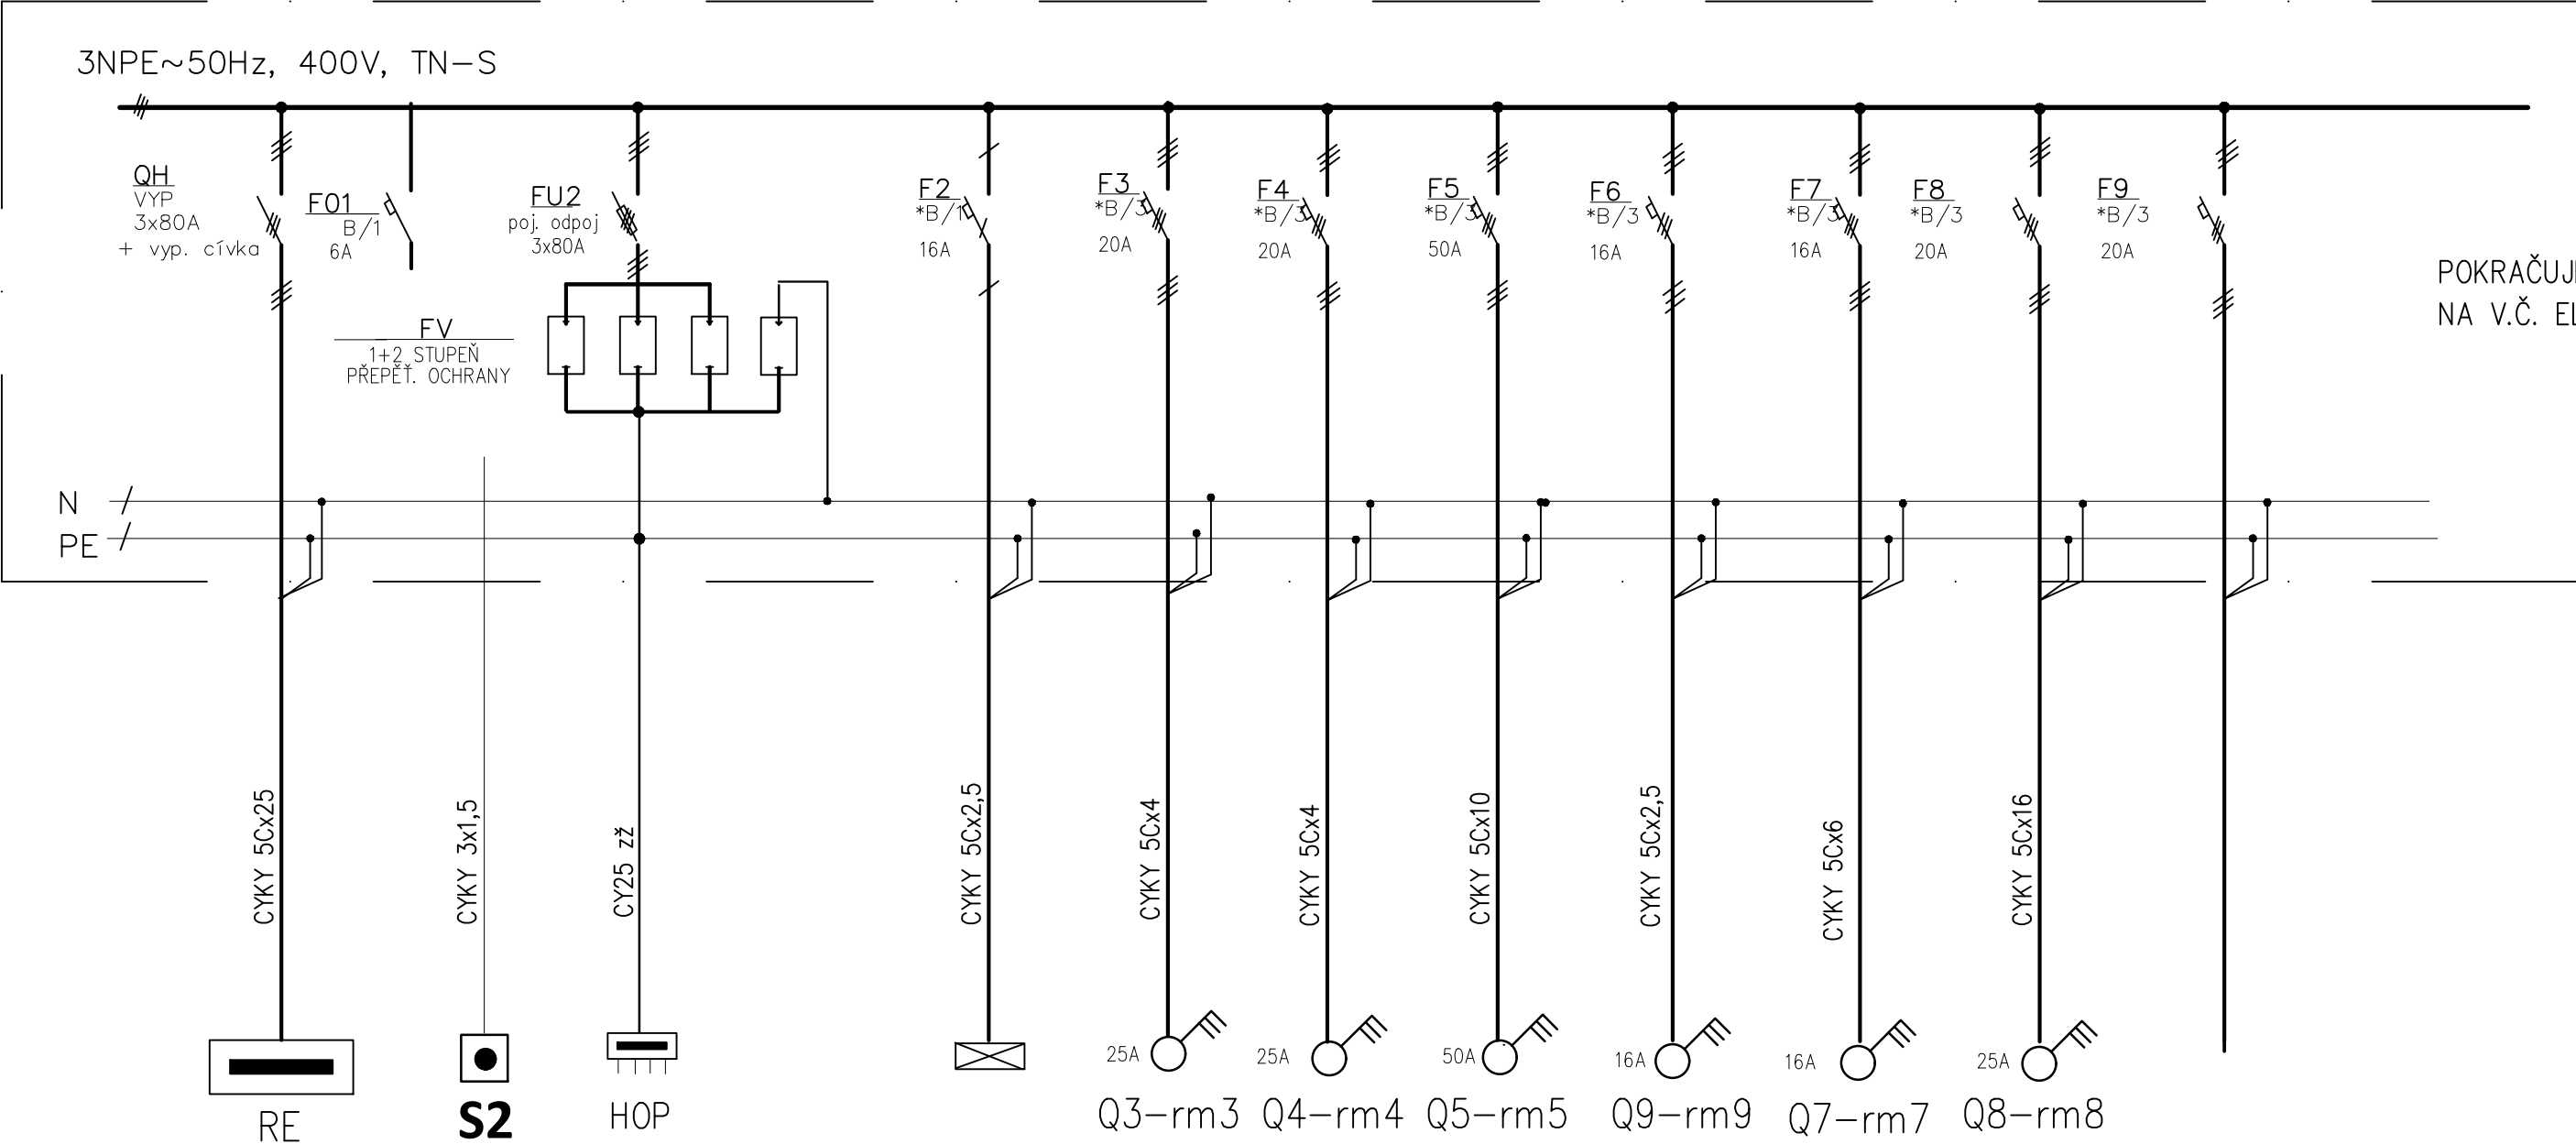 3NPE~50Hz, 400V, TN-S
QH
VYP
3x80A
+ vyp. cívka
F01
B/1
6A
FU2
poj. odpoj
3x80A
F2
*B/1
16A
F3
*B/3
20A
F4
*B/3
20A
F5
*B/3
50A
F6
*B/3
16A
F7
*B/3
16A
F8
*B/3
20A
F9
*B/3
20A
POKRAČUJ
NA V.Č. EL
FV
1+2 STUPEŇ
PŘEPĚŤ. OCHRANY
N
PE
CYKY 5Cx25
CYKY 3x1,5
CY25 zž
CYKY 5Cx2,5
CYKY 5Cx4
CYKY 5Cx4
CYKY 5Cx10
CYKY 5Cx2,5
CYKY 5Cx6
CYKY 5Cx16
25A
25A
50A
16A
16A
25A
RE
S2
HOP
Q3-rm3
Q4-rm4
Q5-rm5
Q9-rm9
Q7-rm7
Q8-rm8